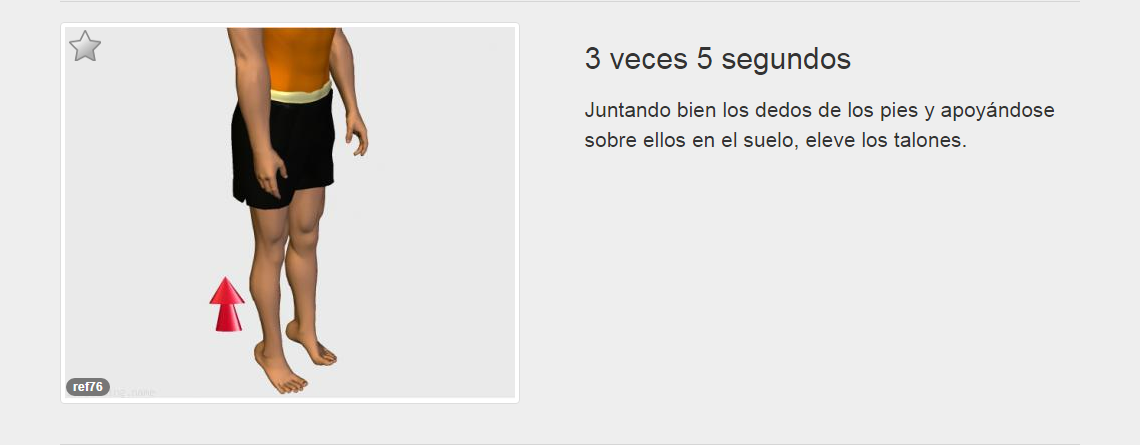 3 veces 5 segundos
Juntando bien los dedos de los pies y apoyándose
sobre ellos en el suelo, eleve los talones.
ref76